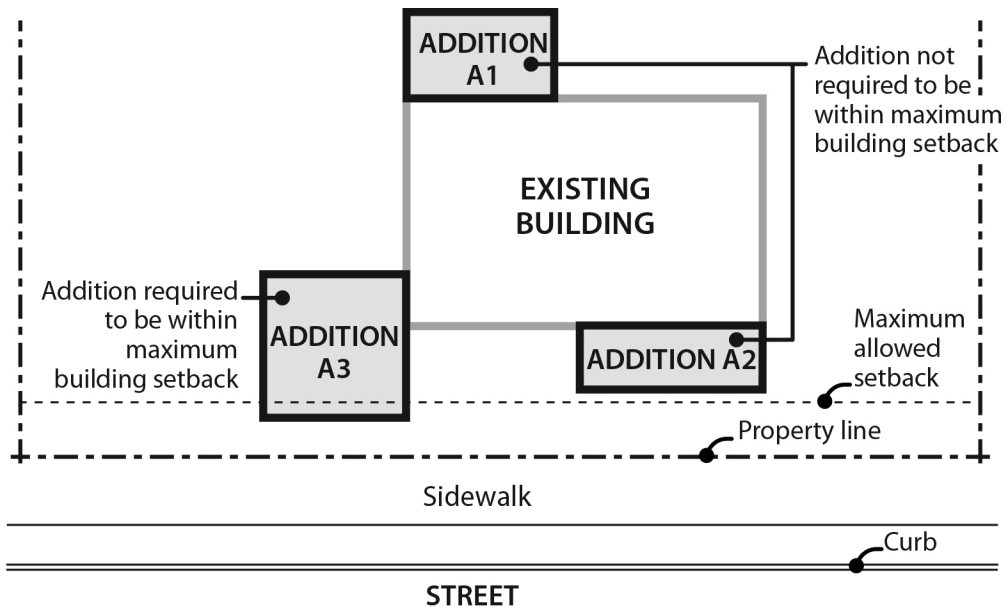 ADDITION
A1
Addition not
required to be
within maximum
building setback
EXISTING
BUILDING
Addition required
to be within
maximum
building setback
ADDITION
A3
ADDITION A2
Maximum
allowed
setback
Property line
Sidewalk
Curb
STREET